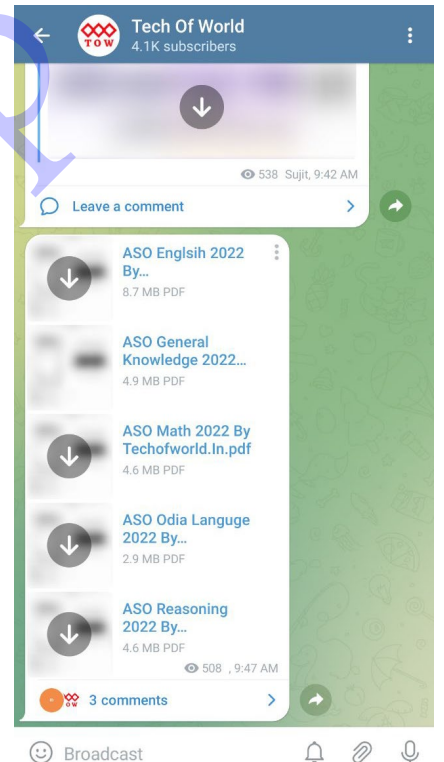 Tech Of World
TOW
4.1K subscribers
538 Sujit, 9:42 AM
Leave a comment
ASO Englsih 2022
By...
8.7 MB PDF
ASO General
Knowledge 2022...
4.9 MB PDF
ASO Math 2022 By
Techofworld.In.pdf
4.6 MB PDF
ASO Odia Languge
2022 By...
2.9 MB PDF
ASO Reasoning
2022 By...
4.6 MB PDF
508 , 9:47 AM
3 comments
Broadcast